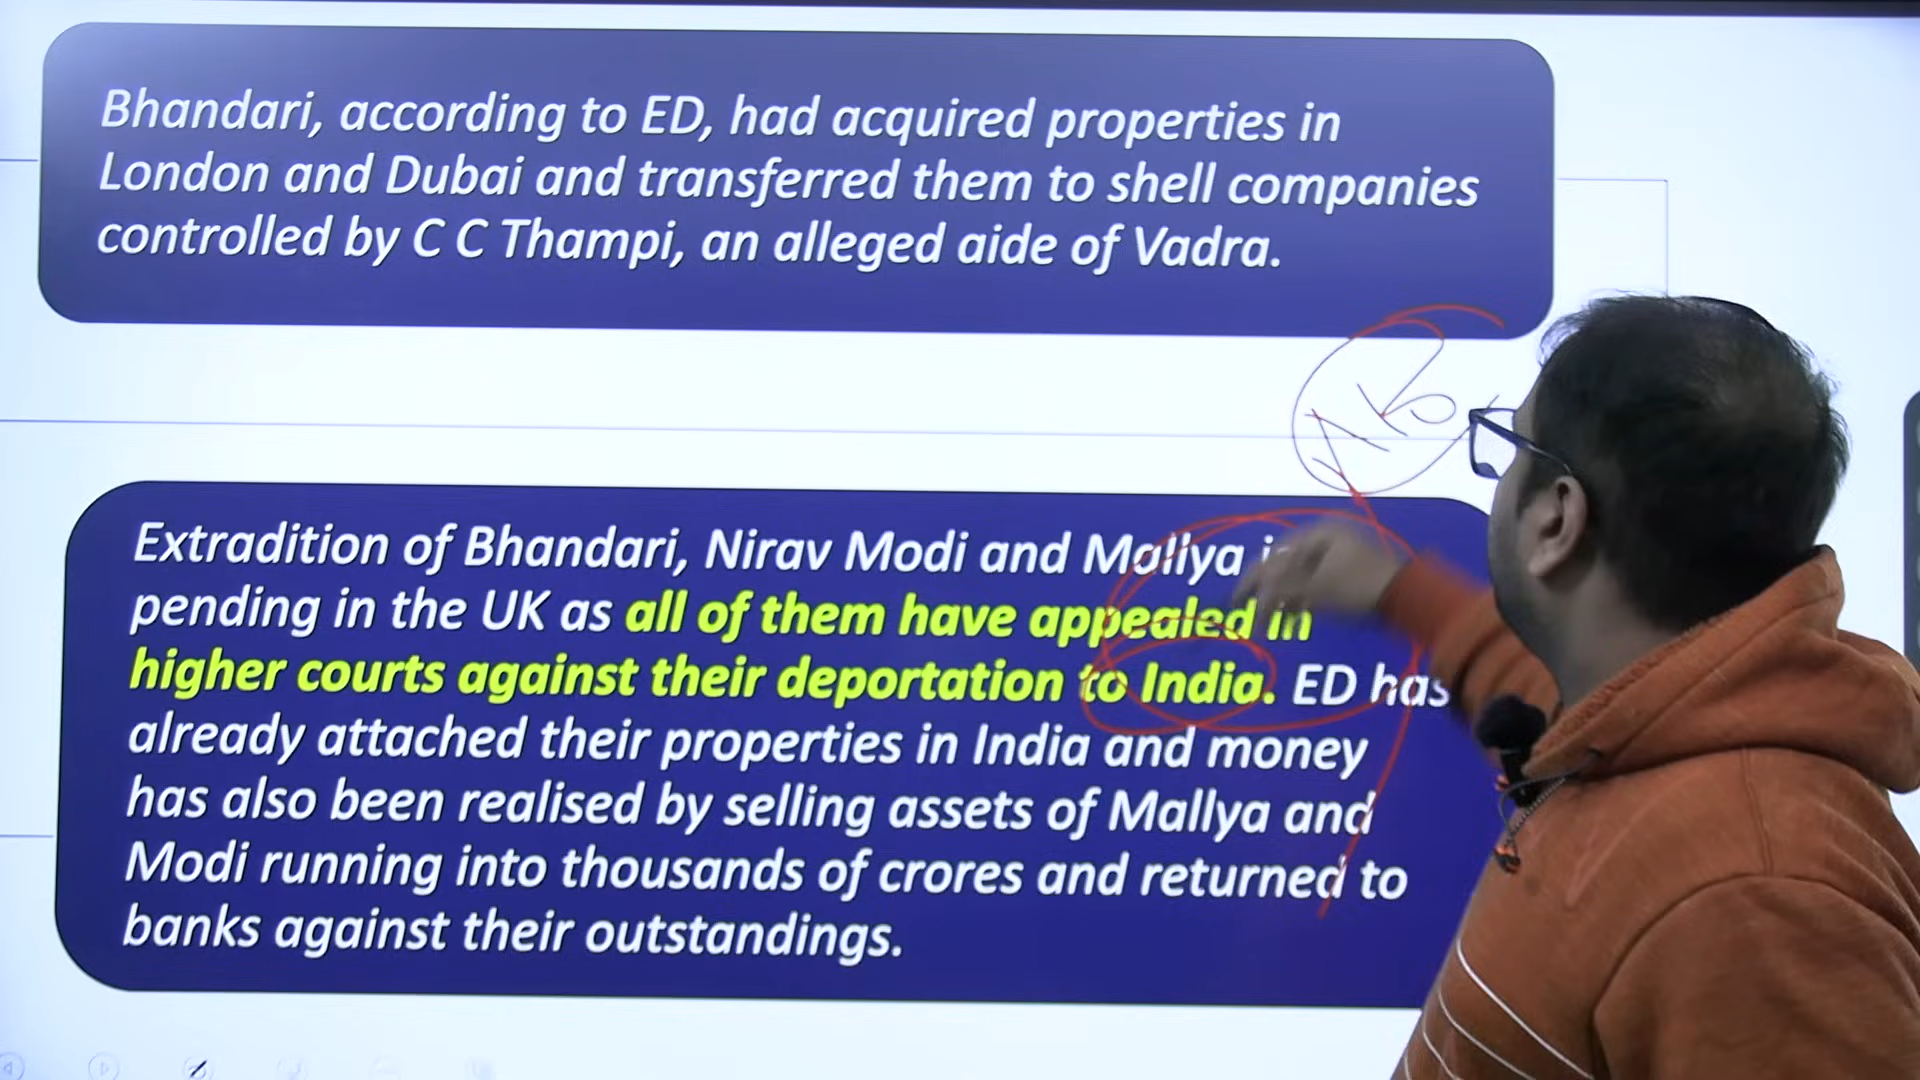 Bhandari, according to ED, had acquired properties in
London and Dubai and transferred them to shell companies
controlled by C C Thampi, an alleged aide of Vadra.
Extradition of Bhandari, Nirav Modi and Mallya
pending in the UK as all of them have appealed in
higher courts against their deportation to India. ED has
already attached their properties in India and money
has also been realised by selling assets of Mallya and
Modi running into thousands of crores and returned to
banks against their outstandings.